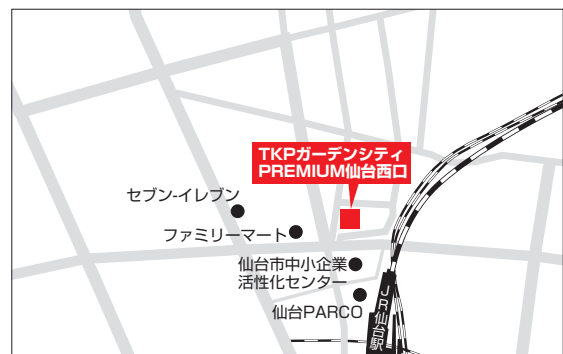 TKPガーデンシティ
PREMIUM仙台西口
セブン-イレブン
ファミリーマート
仙台市中小企業
活性化センター
仙台PARCO
JR仙台駅